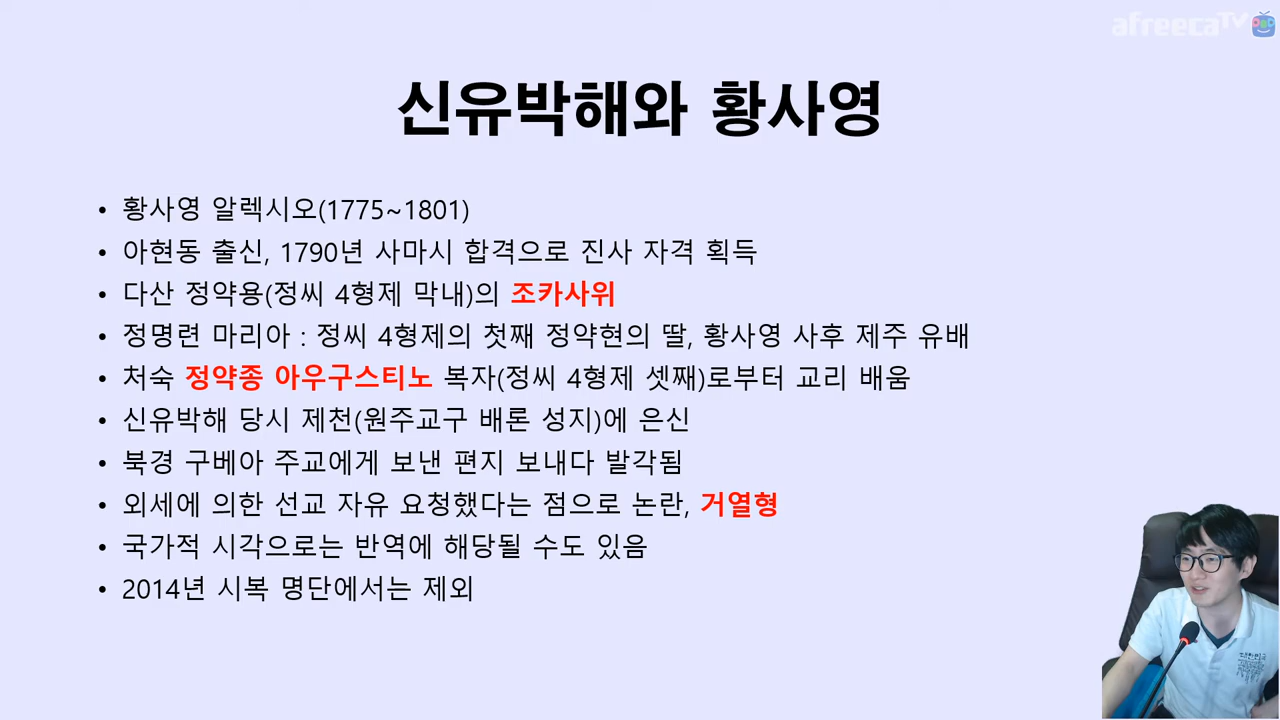 afreecaTV
신유박해와 황사영
• 황사영 알렉시오(1775~1801)
• 아현동 출신, 1790년 사마시 합격으로 진사 자격 획득
• 다산 정약용(정씨 4형제 막내)의 조카사위
• 정명련 마리아 : 정씨 4형제의 첫째 정약현의 딸, 황사영 사후 제주 유배
• 처숙 정약종 아우구스티노 복자(정씨 4형제 셋째)로부터 교리 배움
• 신유박해 당시 제천(원주교구 배론 성지)에 은신
• 북경 구베아 주교에게 보낸 편지 보내다 발각됨
• 외세에 의한 선교 자유 요청했다는 점으로 논란, 거열형
• 국가적 시각으로는 반역에 해당될 수도 있음
• 2014년 시복 명단에서는 제외